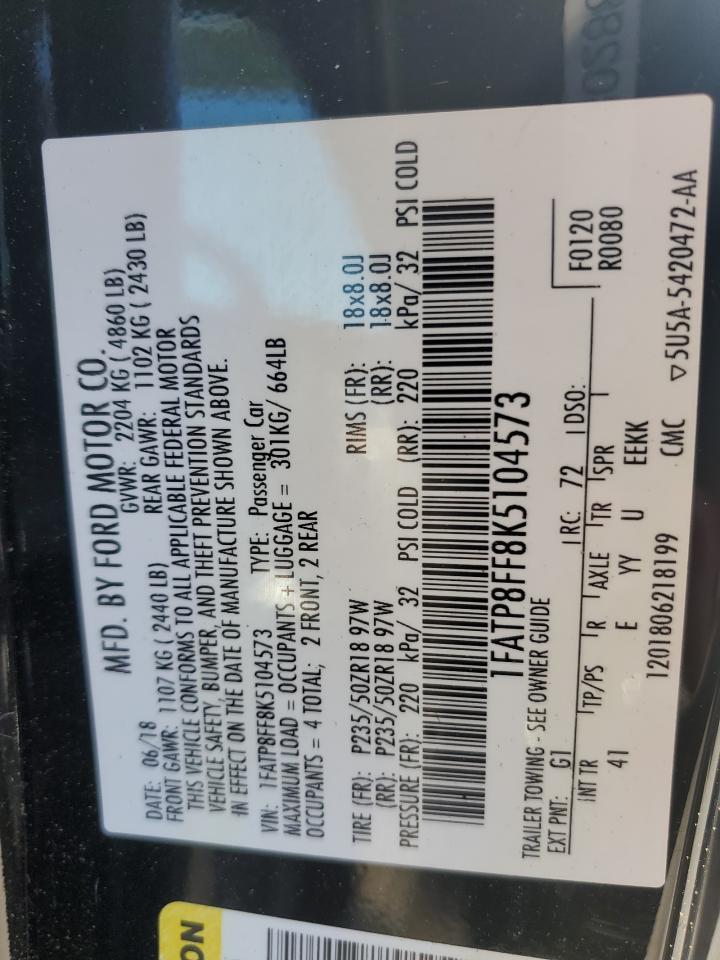 MFD. BY FORD MOTOR CO.
DATE: 06/18 GVWR: 2204 KG ( 4860 LB)
FRONT GAWR: 1107 KG ( 2440 LB) REAR GAWR: 1102 KG ( 2430 LB)
THIS VEHICLE CONFORMS TO ALL APPLICABLE FEDERAL MOTOR
VEHICLE SAFETY, BUMPER, AND THEFT PREVENTION STANDARDS
IN EFFECT ON THE DATE OF MANUFACTURE SHOWN ABOVE.
VIN: 1FATP8FF8K5104573 TYPE: Passenger Car
MAXIMUM LOAD = OCCUPANTS + LUGGAGE = 301KG/ 664LB
OCCUPANTS = 4 TOTAL; 2 FRONT, 2 REAR
TIRE (FR): P235/50ZR18 97W RIMS (FR): 18x8.0J
(RR): P235/50ZR18 97W (RR): 18x8.0J
PRESSURE (FR): 220 kPa/ 32 PSI COLD (RR): 220 kPa/ 32 PSI COLD
1FATP8FF8K5104573
TRAILER TOWING - SEE OWNER GUIDE
EXT PNT: G1 RC: 72 DSO: F0120
R0080
INT TR TP/PS R AXLE TR SPR
41 E YY U EEKK
1201806218199 CMC ▽5U5A-5420472-AA
ON